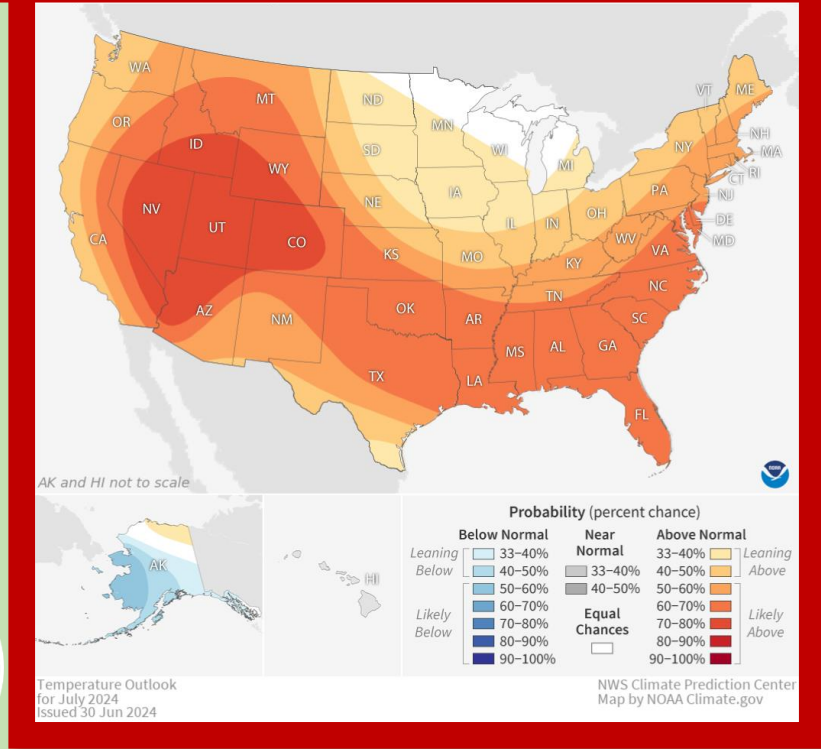 WA
MT
ND
MN
VT
ME
OR
ID
SD
WI
MI
NY
NH
MA
WY
IA
CT
RI
NV
NE
PA
NJ
UT
IL
IN
OH
DE
CA
CO
KS
MO
WV
VA
MD
KY
AZ
NM
OK
AR
TN
NC
SC
TX
MS
AL
GA
LA
FL
AK and HI not to scale
NOAA
AK
HI
Probability (percent chance)
Below Normal Near Normal Above Normal
Leaning Below
33–40% 33–40% 33–40%
40–50% 40–50% 40–50%
Leaning Above
Likely Below
50–60% 50–60%
60–70% Equal Chances 60–70%
70–80% 70–80%
80–90% 80–90%
90–100% 90–100%
Likely Above
Temperature Outlook
for July 2024
Issued 30 Jun 2024
NWS Climate Prediction Center
Map by NOAA Climate.gov